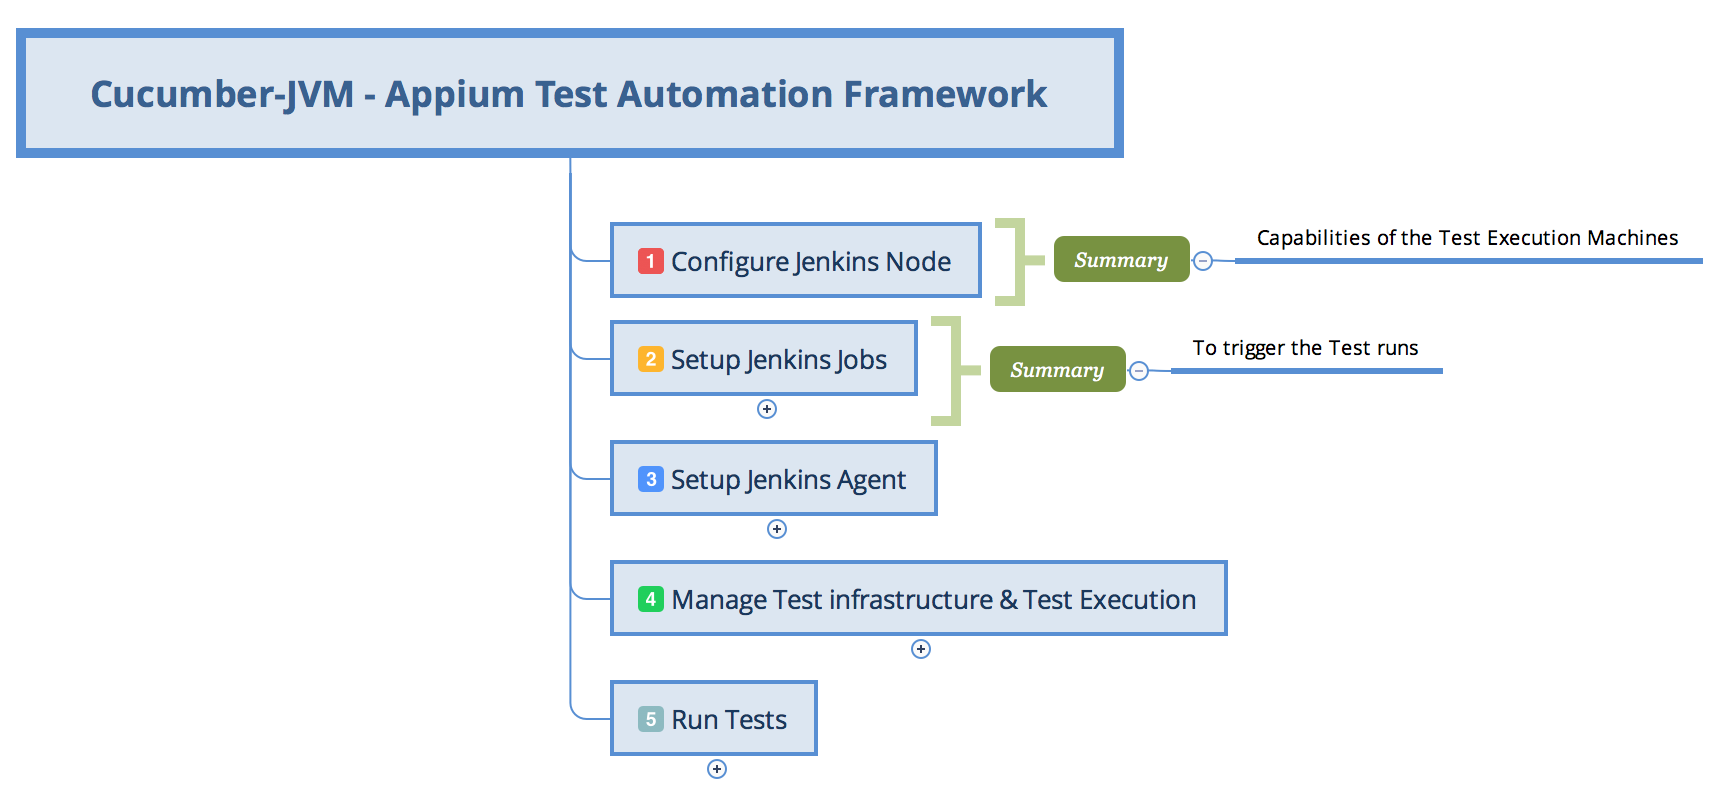 Cucumber-JVM - Appium Test Automation Framework
1 Configure Jenkins Node
Summary
Capabilities of the Test Execution Machines
2 Setup Jenkins Jobs
Summary
To trigger the Test runs
3 Setup Jenkins Agent
4 Manage Test infrastructure & Test Execution
5 Run Tests